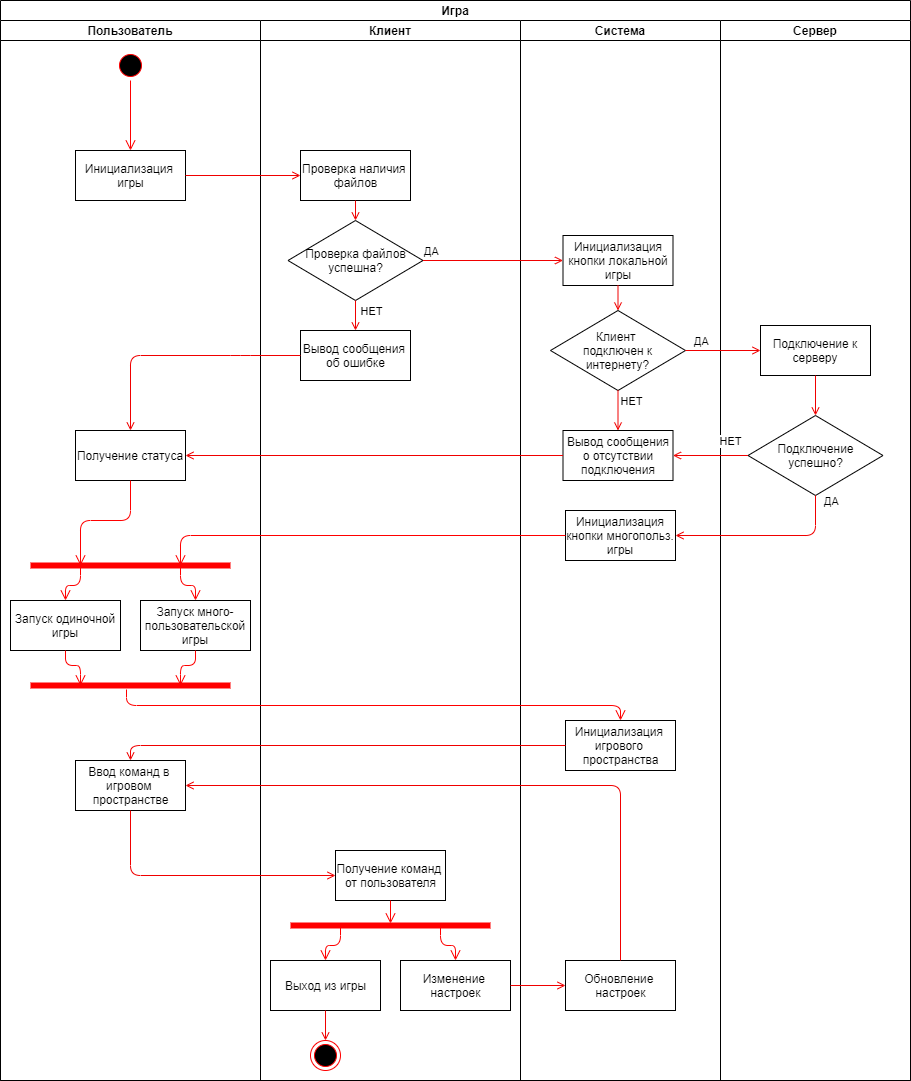 Игра
Пользователь
Клиент
Система
Сервер
Инициализация
игры
Проверка наличия
файлов
Проверка файлов
успешна?
ДА
Инициализация
кнопки локальной
игры
НЕТ
Вывод сообщения
об ошибке
Клиент
подключен к
интернету?
ДА
Подключение к
серверу
НЕТ
Получение статуса
Вывод сообщения
о отсутствии
подключения
НЕТ
Подключение
успешно?
ДА
Инициализация
кнопки многопольз.
игры
Запуск одиночной
игры
Запуск много-
пользовательской
игры
Инициализация
игрового
пространства
Ввод команд в
игровом
пространстве
Получение команд
от пользователя
Выход из игры
Изменение
настроек
Обновление
настроек